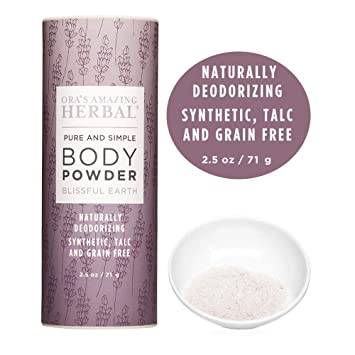 ORA'S AMAZING
HERBAL®
PURE AND SIMPLE
BODY
POWDER
BLISSFUL EARTH
NATURALLY
DEODORIZING
SYNTHETIC, TALC
AND GRAIN FREE
2.5 oz / 71 g
NATURALLY
DEODORIZING
SYNTHETIC, TALC
AND GRAIN FREE
2.5 oz / 71 g